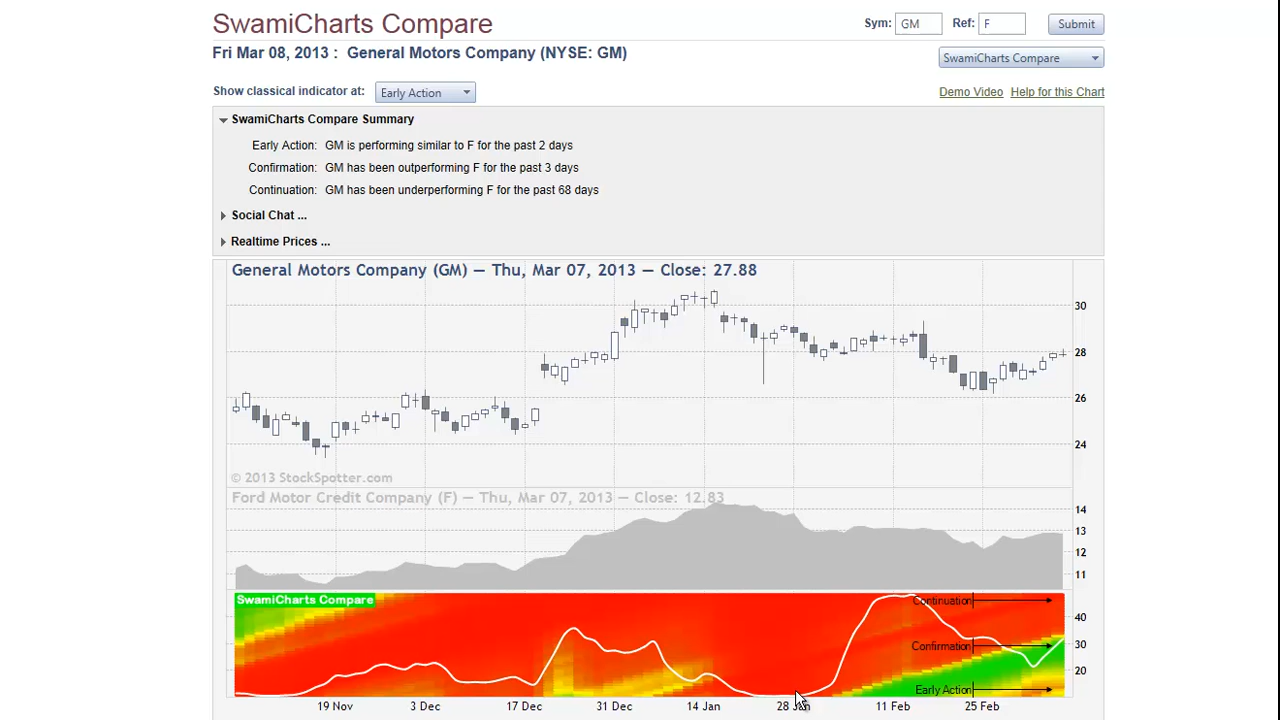 SwamiCharts Compare Sym: GM Ref: F Submit
Fri Mar 08, 2013 : General Motors Company (NYSE: GM) SwamiCharts Compare
Show classical indicator at: Early Action Demo Video Help for this Chart
SwamiCharts Compare Summary
Early Action: GM is performing similar to F for the past 2 days
Confirmation: GM has been outperforming F for the past 3 days
Continuation: GM has been underperforming F for the past 68 days
Social Chat ...
Realtime Prices ...
General Motors Company (GM) — Thu, Mar 07, 2013 — Close: 27.88
30
28
26
24
© 2013 StockSpotter.com
Ford Motor Credit Company (F) — Thu, Mar 07, 2013 — Close: 12.83
14
13
12
11
SwamiCharts Compare Continuation
40
Confirmation 30
20
Early Action
19 Nov 3 Dec 17 Dec 31 Dec 14 Jan 28 Jan 11 Feb 25 Feb